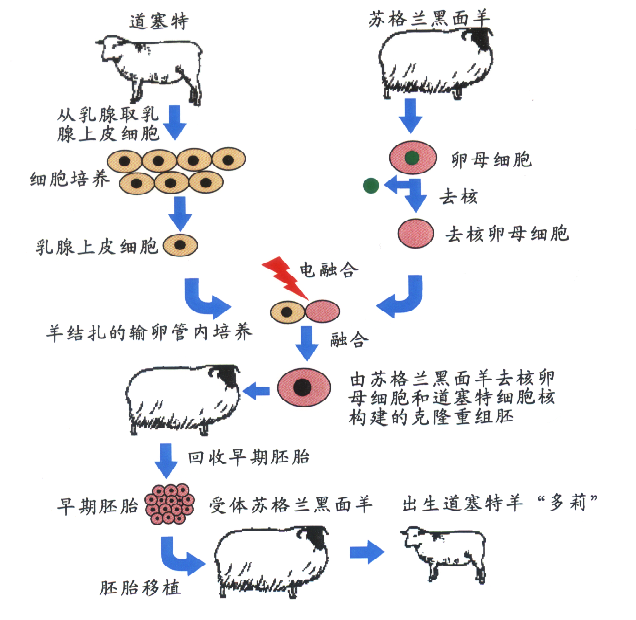 道塞特
苏格兰黑面羊
从乳腺取乳
腺上皮细胞
卵母细胞
细胞培养
去核
乳腺上皮细胞
去核卵母细胞
电融合
羊结扎的输卵管内培养
融合
由苏格兰黑面羊去核卵
母细胞和道塞特细胞核
构建的克隆重组胚
回收早期胚胎
早期胚胎
受体苏格兰黑面羊
出生道塞特羊“多莉”
胚胎移植